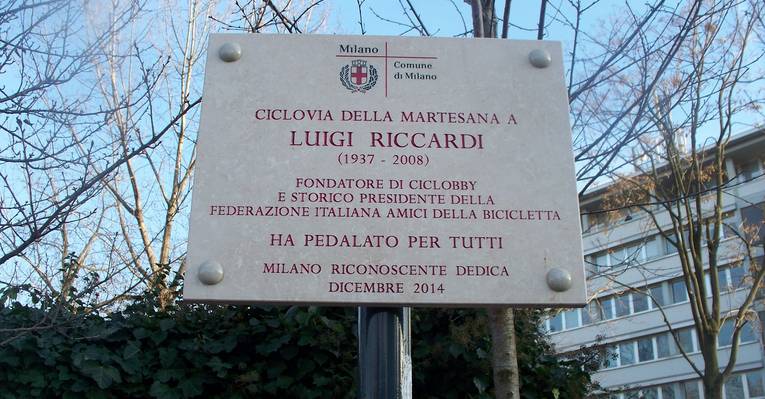 Milano
Comune
di Milano
CICLOVIA DELLA MARTESANA A
LUIGI RICCARDI
(1937 - 2008)
FONDATORE DI CICLOBBY
E STORICO PRESIDENTE DELLA
FEDERAZIONE ITALIANA AMICI DELLA BICICLETTA
HA PEDALATO PER TUTTI
MILANO RICONOSCENTE DEDICA
DICEMBRE 2014